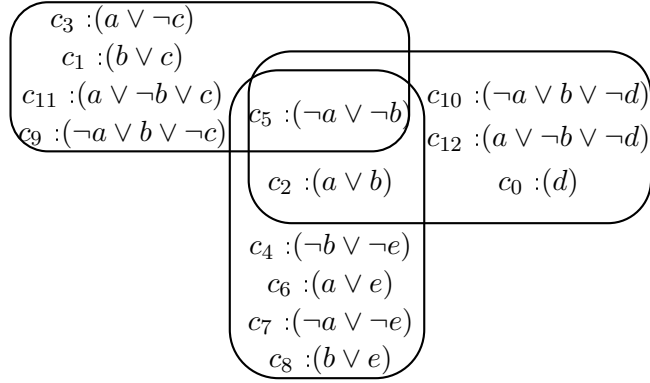 c₃ :(a ∨ ¬c)
c₁ :(b ∨ c)
c₁₁ :(a ∨ ¬b ∨ c)
c₉ :(¬a ∨ b ∨ ¬c)
c₅ :(¬a ∨ ¬b)
c₁₀ :(¬a ∨ b ∨ ¬d)
c₁₂ :(a ∨ ¬b ∨ ¬d)
c₂ :(a ∨ b)
c₀ :(d)
c₄ :(¬b ∨ ¬e)
c₆ :(a ∨ e)
c₇ :(¬a ∨ ¬e)
c₈ :(b ∨ e)